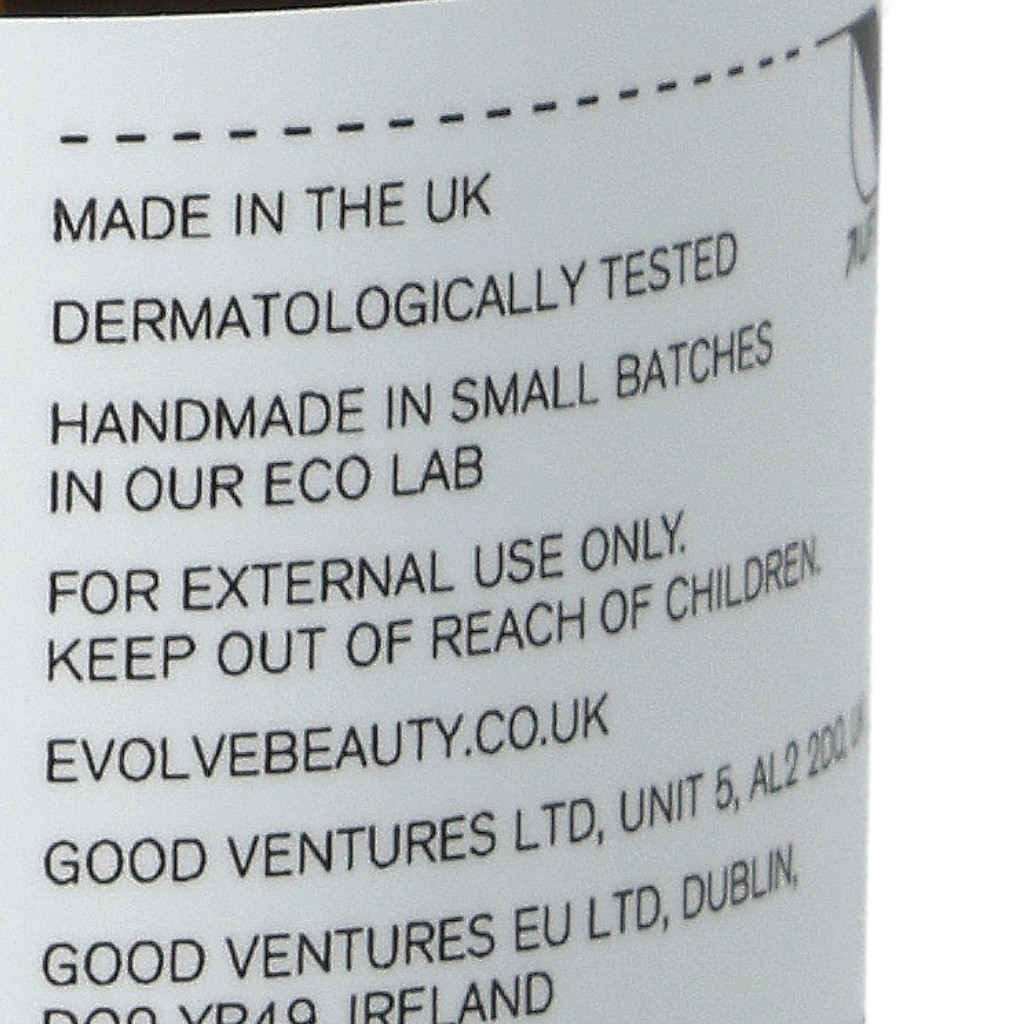 MADE IN THE UK
DERMATOLOGICALLY TESTED
HANDMADE IN SMALL BATCHES
IN OUR ECO LAB
FOR EXTERNAL USE ONLY.
KEEP OUT OF REACH OF CHILDREN.
EVOLVEBEAUTY.CO.UK
GOOD VENTURES LTD, UNIT 5, AL2
GOOD VENTURES EU LTD, DUBLIN,
IRELAND